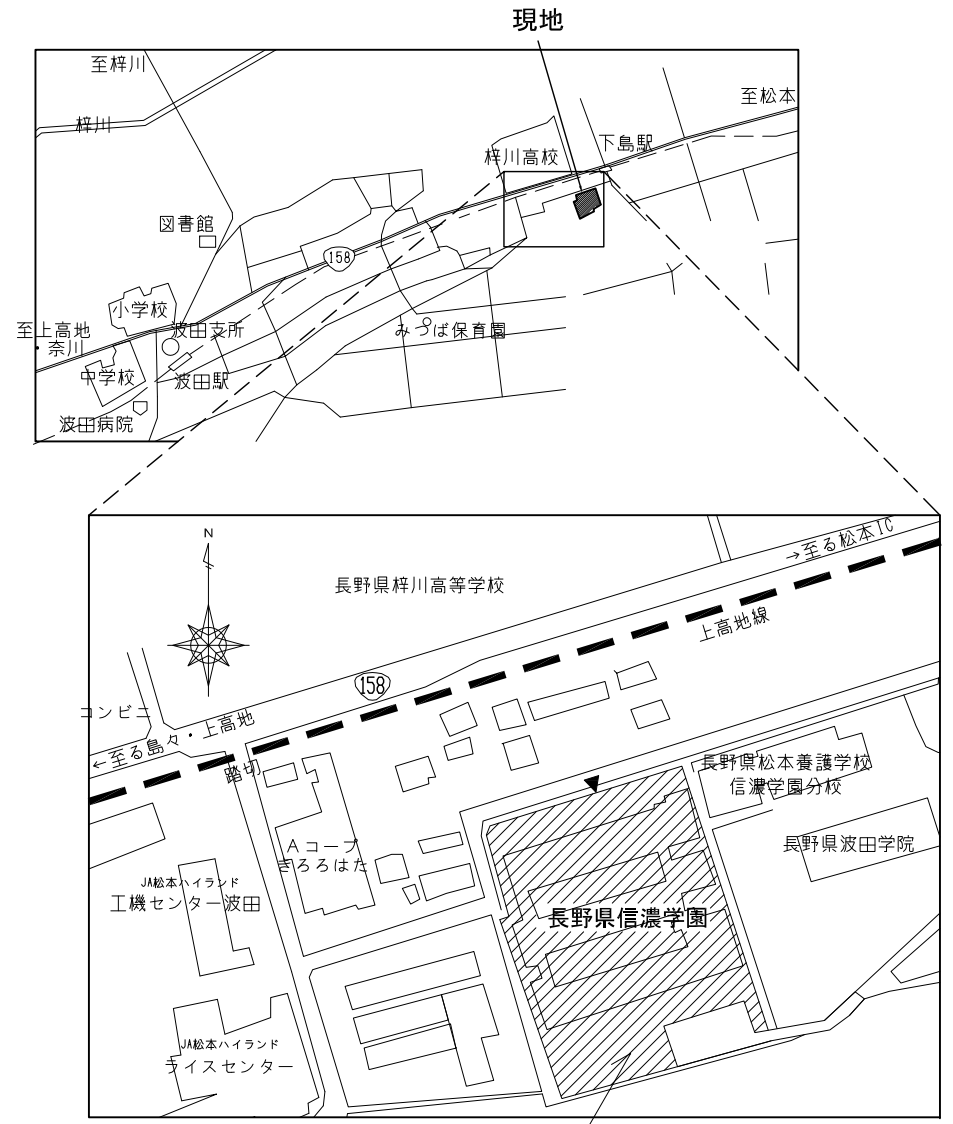 現地
至梓川
梓川
至松本
下島駅
梓川高校
図書館
158
小学校
至上高地
・奈川
波田支所
みつば保育園
中学校
波田駅
波田病院
N
→至る松本IC
長野県梓川高等学校
上高地線
158
コンビニ
←至る島々・上高地
踏切
長野県松本養護学校
信濃学園分校
Aコープ
ぎろろはた
長野県波田学院
JA松本ハイランド
工機センター波田
長野県信濃学園
JA松本ハイランド
ライスセンター